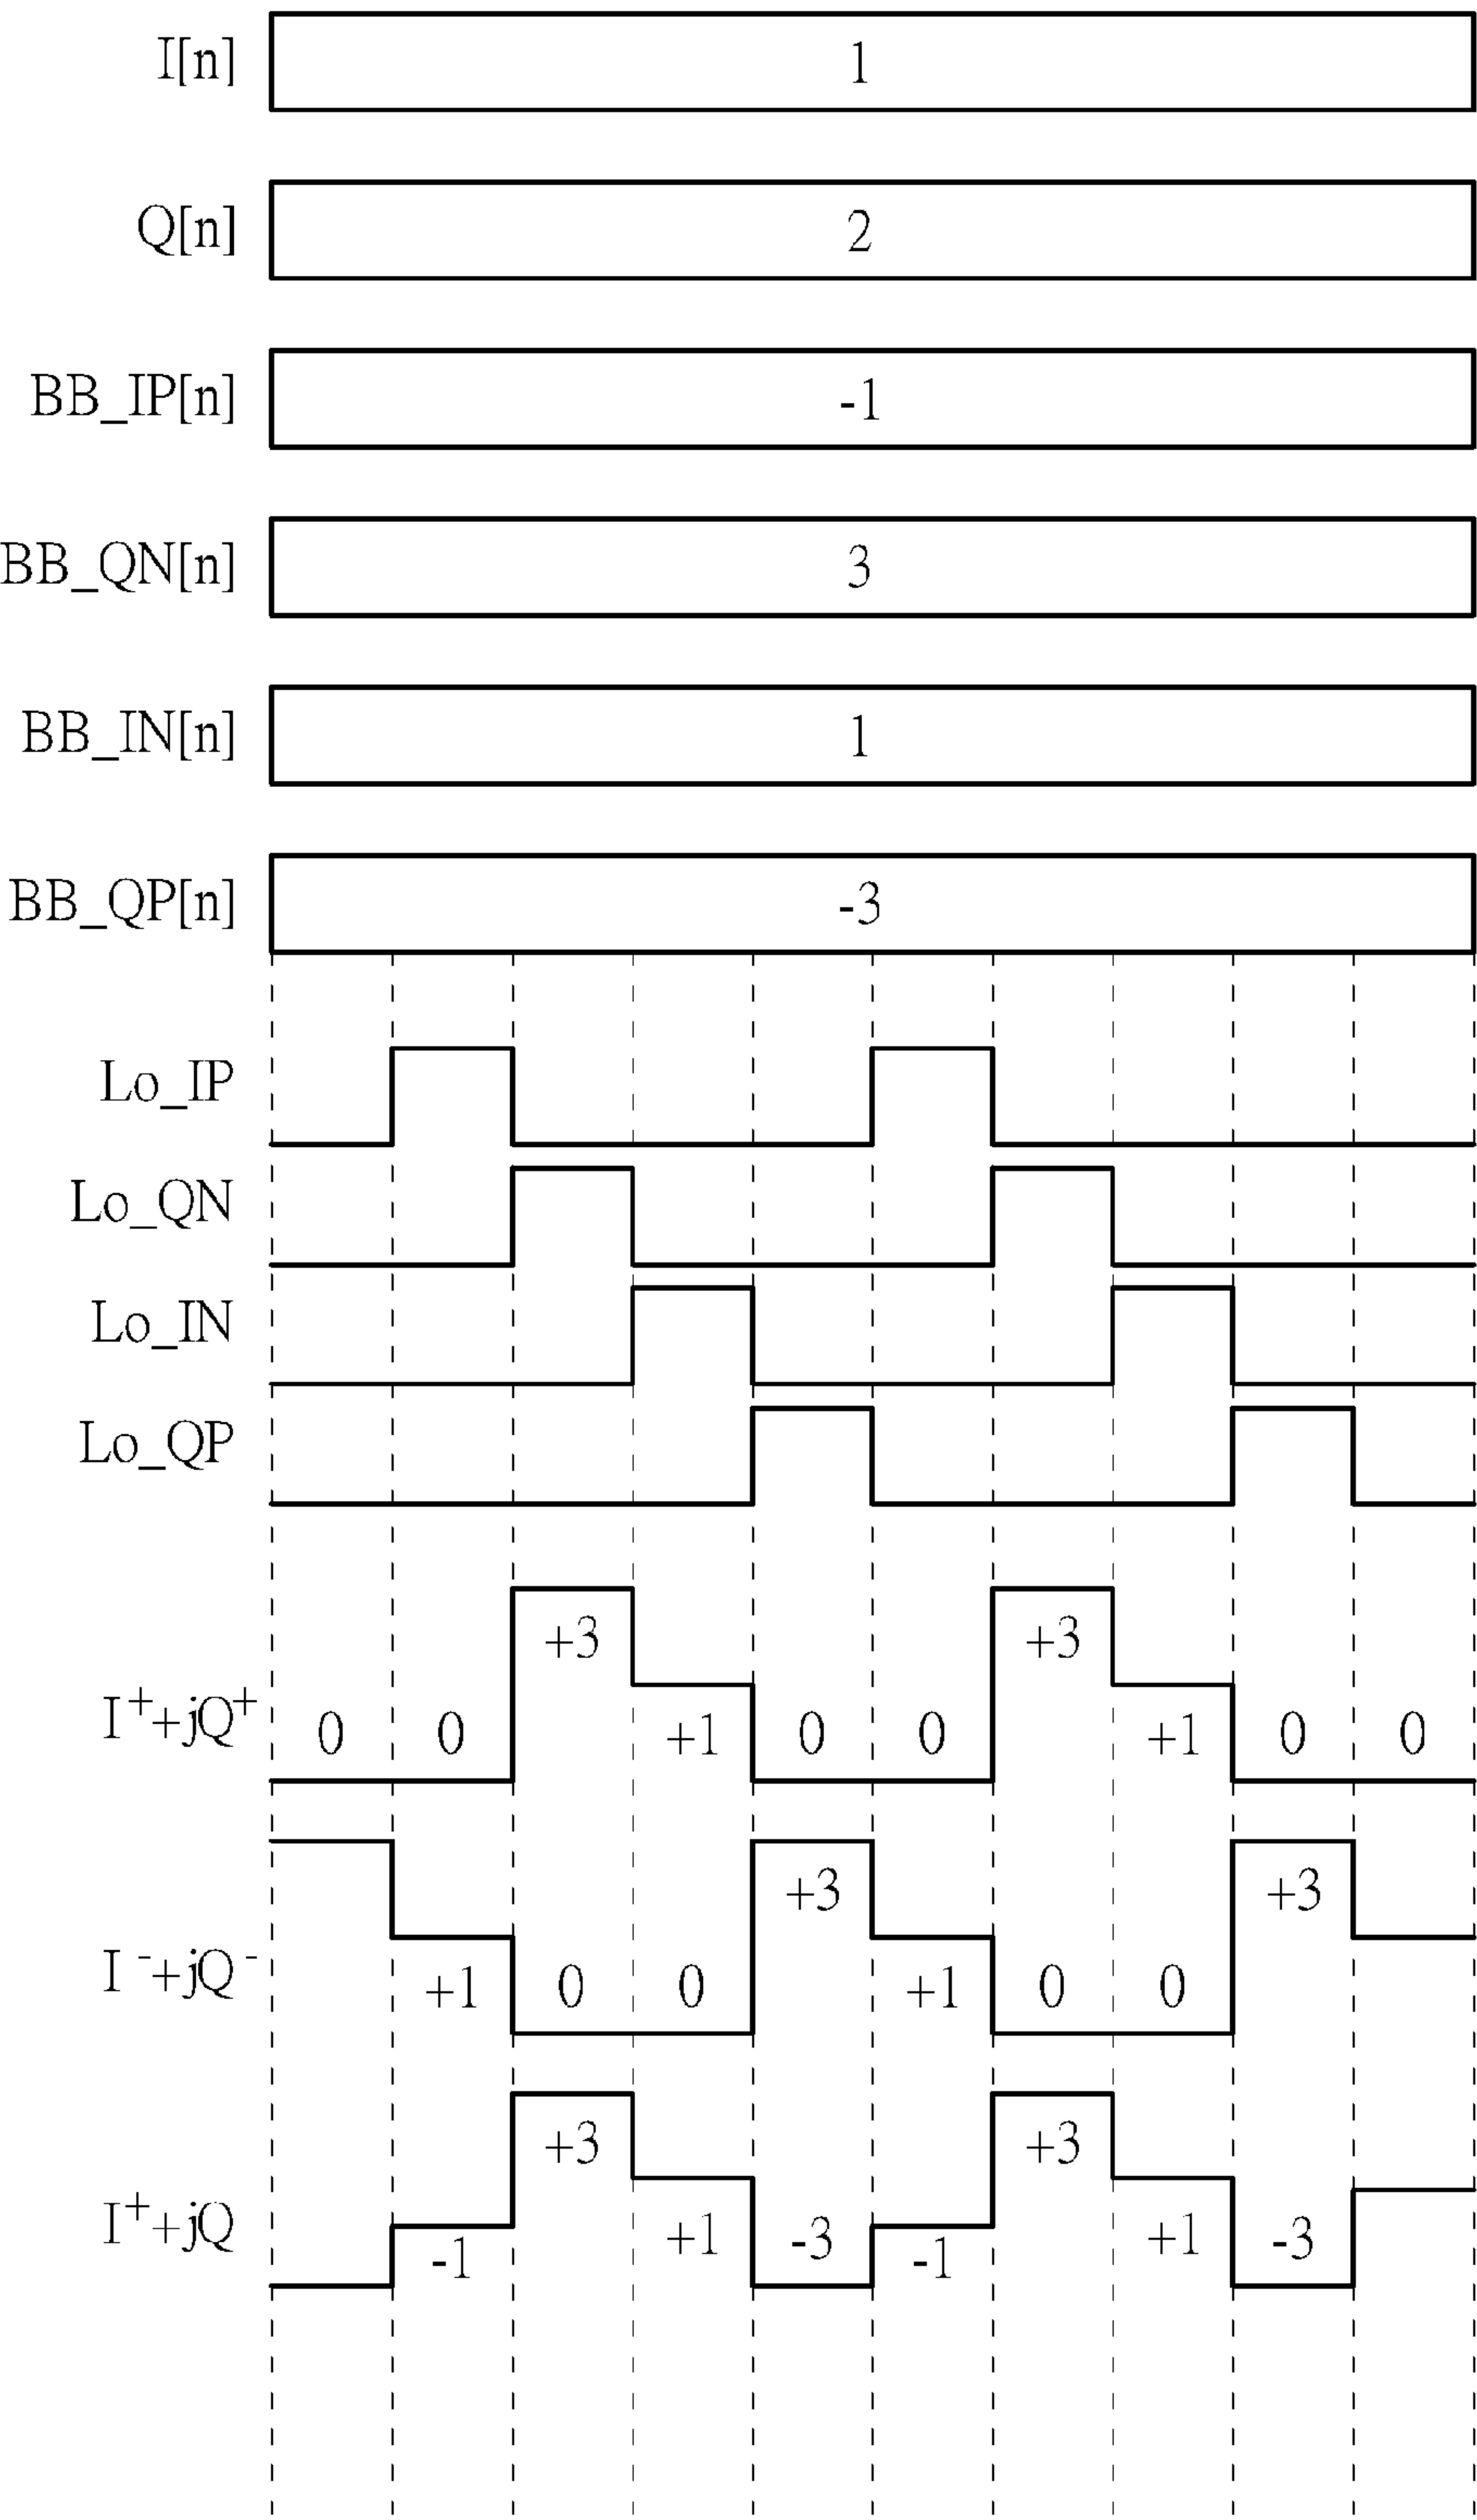 I[n] 1
Q[n] 2
BB_IP[n] -1
BB_QN[n] 3
BB_IN[n] 1
BB_QP[n] -3
Lo_IP
Lo_QN
Lo_IN
Lo_QP
+3 +3
I⁺+jQ⁺ 0 0 +1 0 0 +1 0 0
+3 +3
I⁻+jQ⁻ +1 0 0 +1 0 0
+3 +3
I⁺+jQ -1 +1 -3 -1 +1 -3